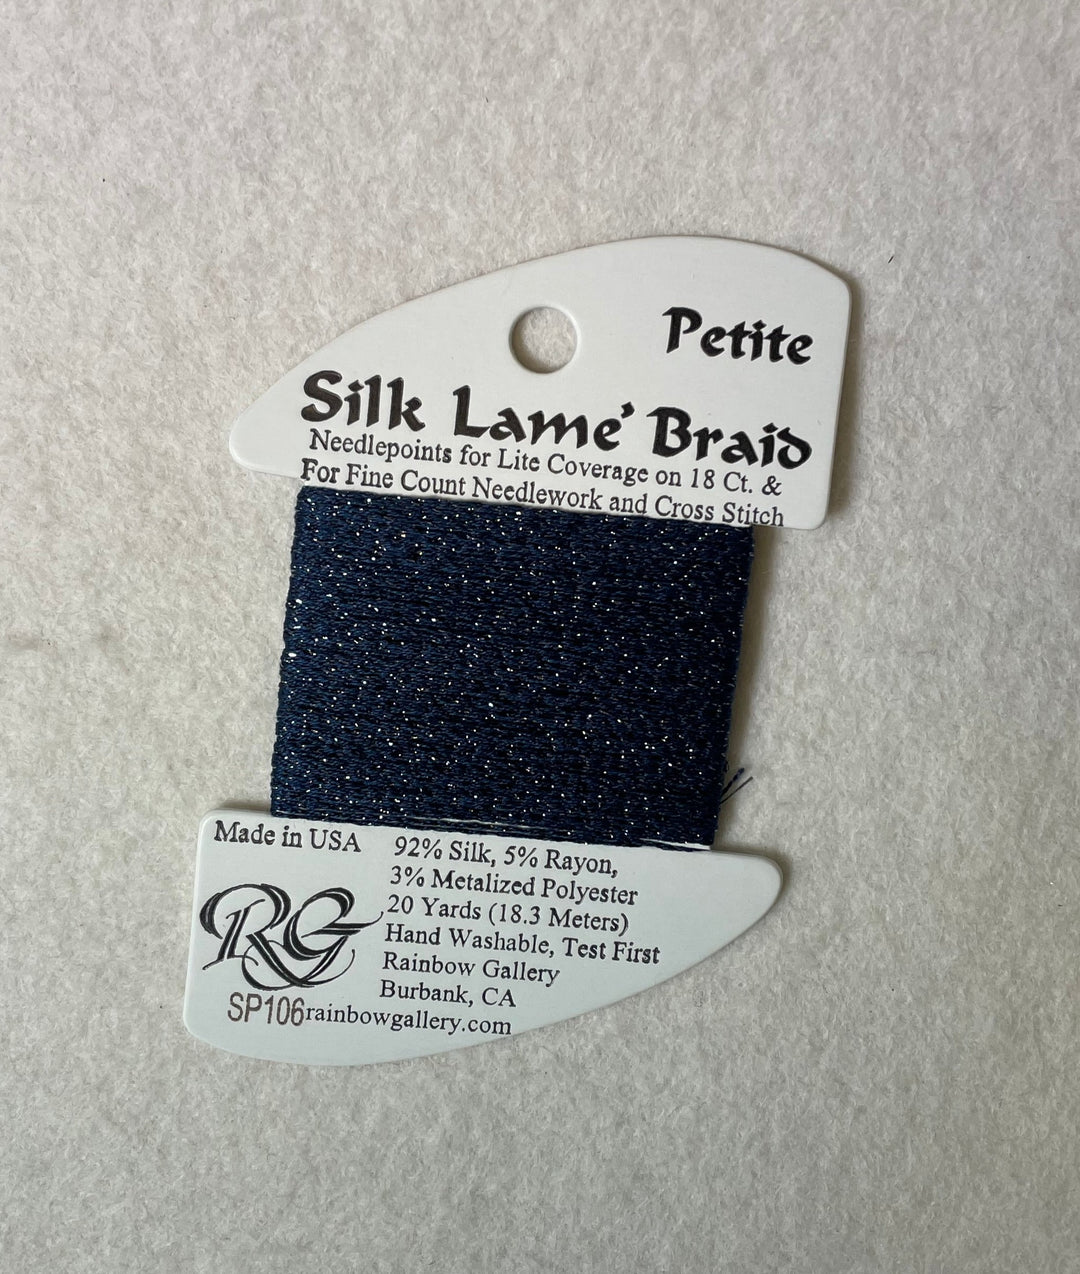 Petite
Silk Lame' Braid
Needlepoints for Lite Coverage on 18 Ct. &
For Fine Count Needlework and Cross Stitch
Made in USA
92% Silk, 5% Rayon,
3% Metalized Polyester
20 Yards (18.3 Meters)
Hand Washable, Test First
Rainbow Gallery
Burbank, CA
RG
SP106
rainbowgallery.com